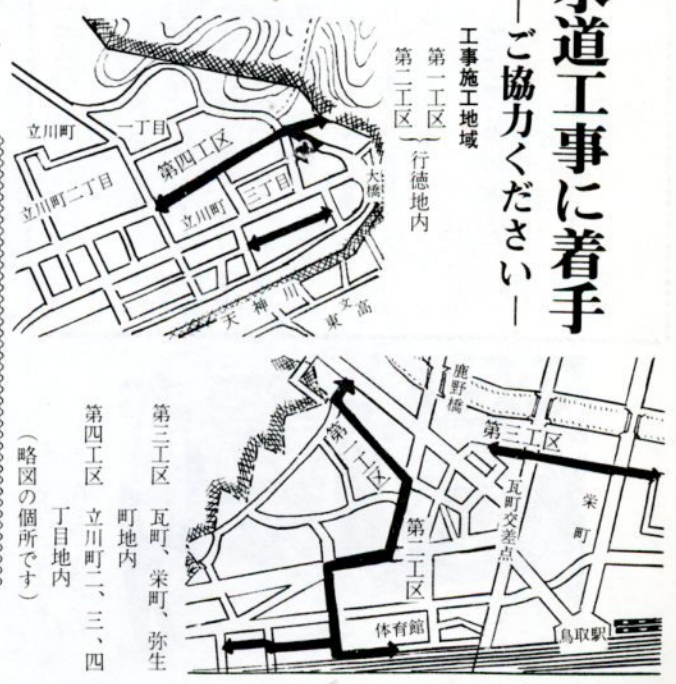 水道工事に着手
―ご協力ください―
工事施工地域
第一工区
第二工区
行徳地内
立川町
一丁目
第四工区
大橋
立川町二丁目
三丁目
立川町
天神川
東高
鹿野橋
第三工区
第一工区
瓦町交差点
栄町
第二工区
体育館
鳥取駅
第三工区 瓦町、栄町、弥生
町地内
第四工区 立川町二、三、四
丁目地内
(略図の個所です)